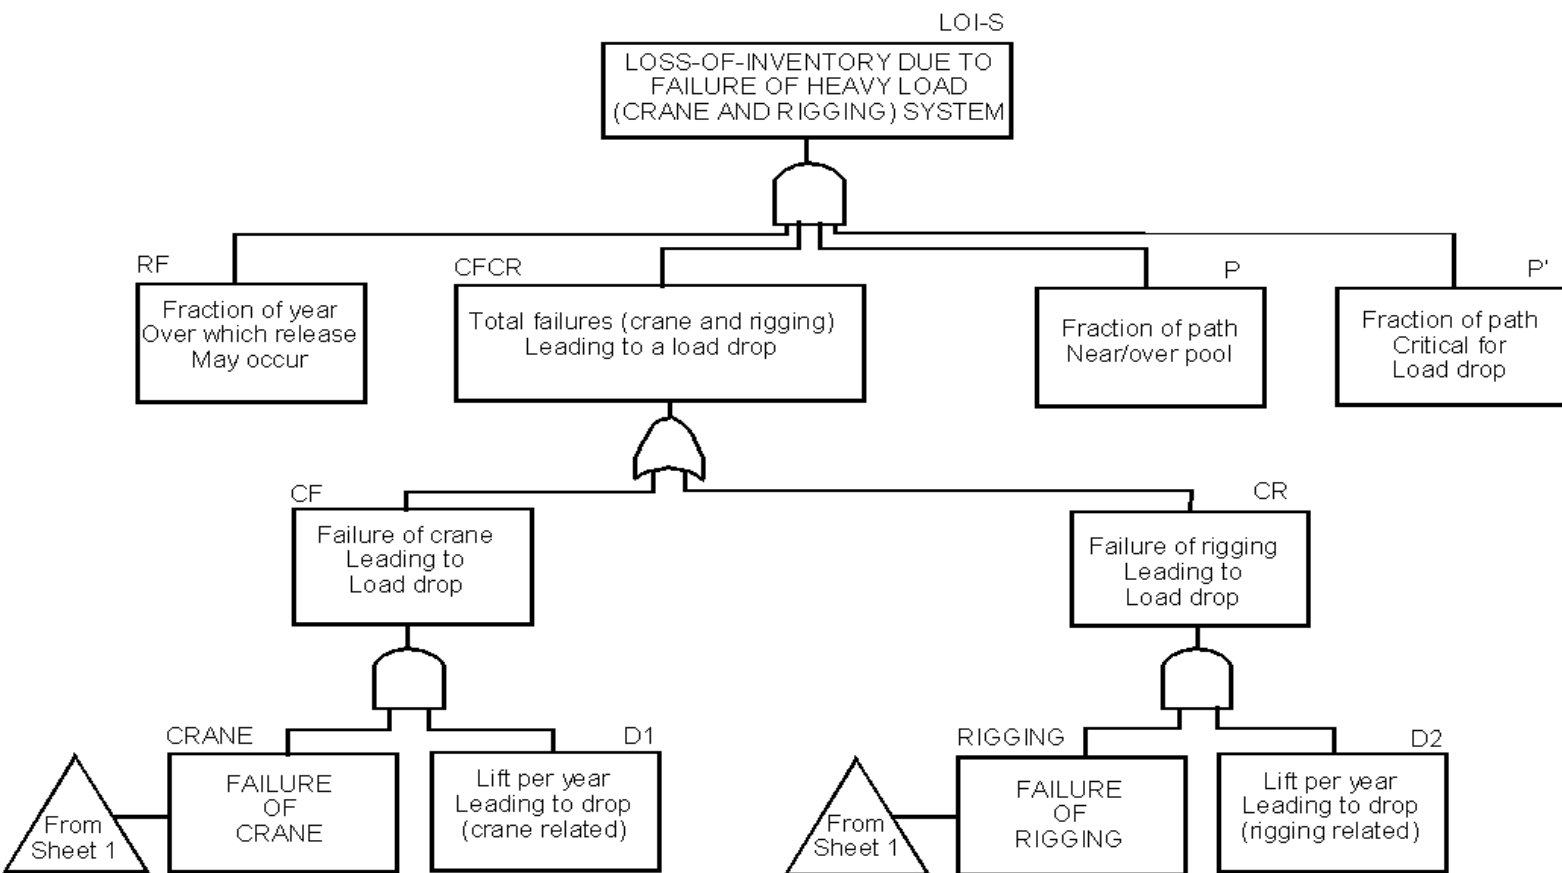 LOI-S
LOSS-OF-INVENTORY DUE TO
FAILURE OF HEAVY LOAD
(CRANE AND RIGGING) SYSTEM
RF
Fraction of year
Over which release
May occur
CFCR
Total failures (crane and rigging)
Leading to a load drop
P
Fraction of path
Near/over pool
P'
Fraction of path
Critical for
Load drop
CF
Failure of crane
Leading to
Load drop
CR
Failure of rigging
Leading to
Load drop
From
Sheet 1
CRANE
FAILURE
OF
CRANE
D1
Lift per year
Leading to drop
(crane related)
From
Sheet 1
RIGGING
FAILURE
OF
RIGGING
D2
Lift per year
Leading to drop
(rigging related)